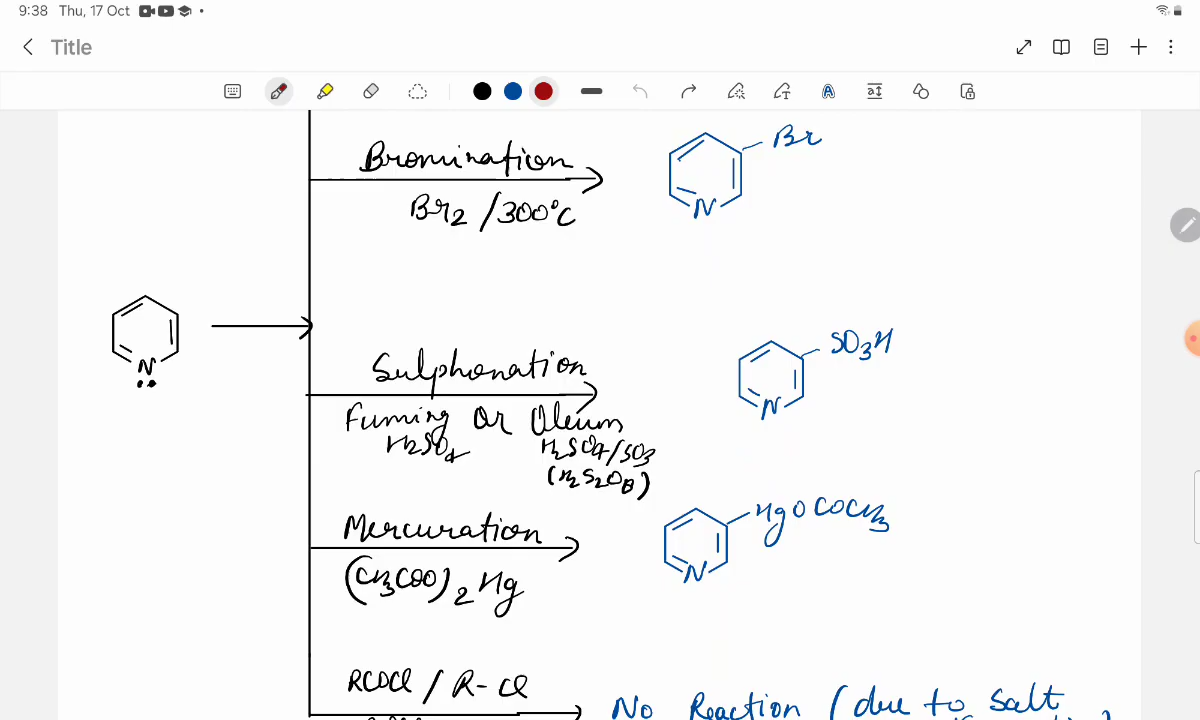 9:38 Thu, 17 Oct
Title
Bromination
Br2 /300°C
Br
N
N
Sulphonation
Fuming Or Oleum
H2SO4 H2SO4/SO3
(H2S2O8)
SO3H
N
Mercuration
(CH3COO)2 Hg
HgOCOCH3
N
RCOCl / R-Cl
No Reaction (due to salt